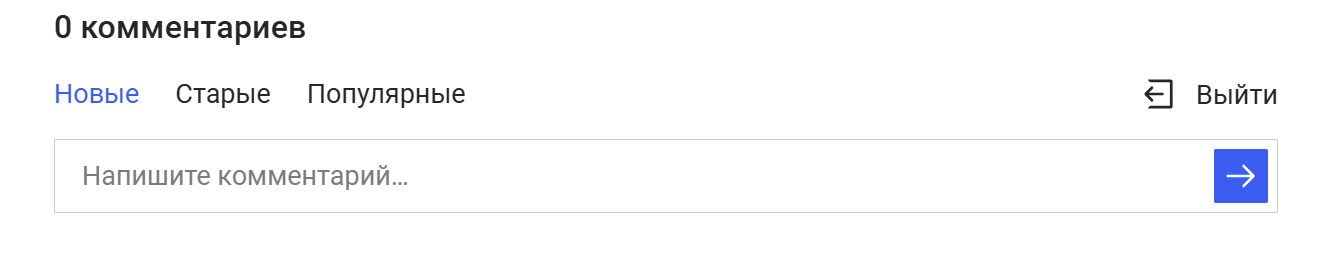 0 комментариев
Новые Старые Популярные Выйти
Напишите комментарий...